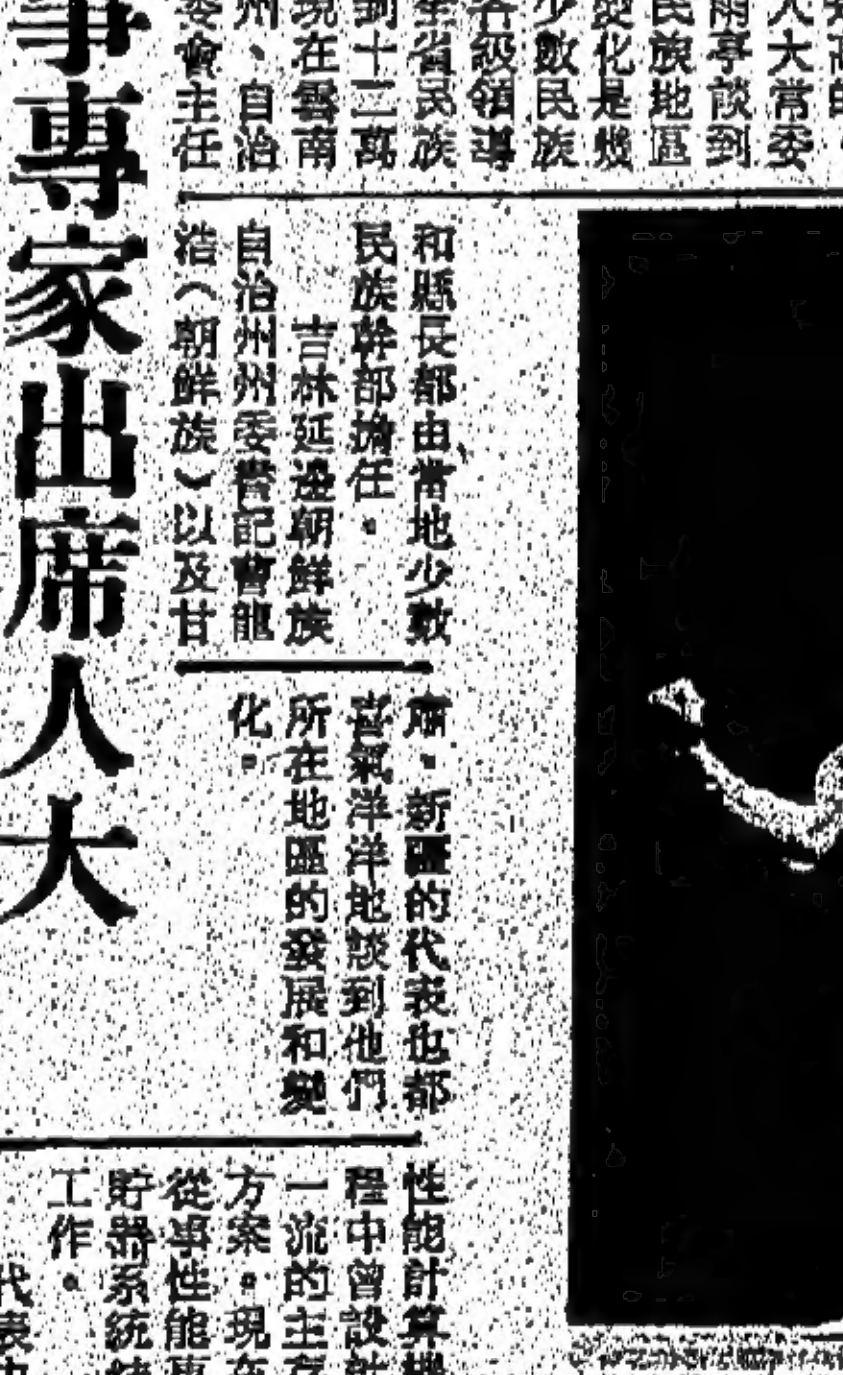 人大常委
雨亭談到
民族地區
變化是幾
少數民族
各級領導
全省民族
到十二萬
現在雲南
州、自治
委會主任
和縣長都由當地少數
民族幹部擔任。
吉林延邊朝鮮族
自治州州委書記曹龍
浩（朝鮮族）以及甘
肅、新疆的代表也都
喜氣洋洋地談到他們
所在地區的發展和變
化。
事專家出席人大
性能計算機
程中曾設計
一流的主存
方案。現在
從事性能
貯器系統
工作。
代表